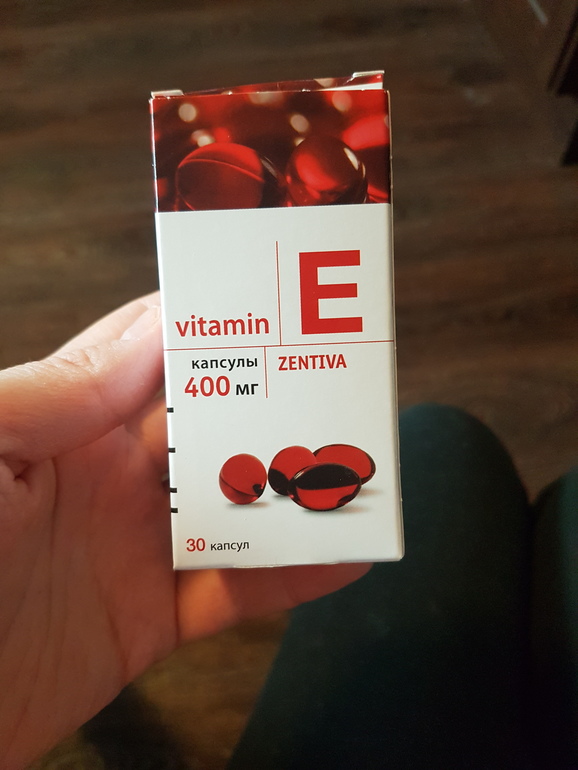 vitamin E
капсулы
400 мг
ZENTIVA
30 капсул